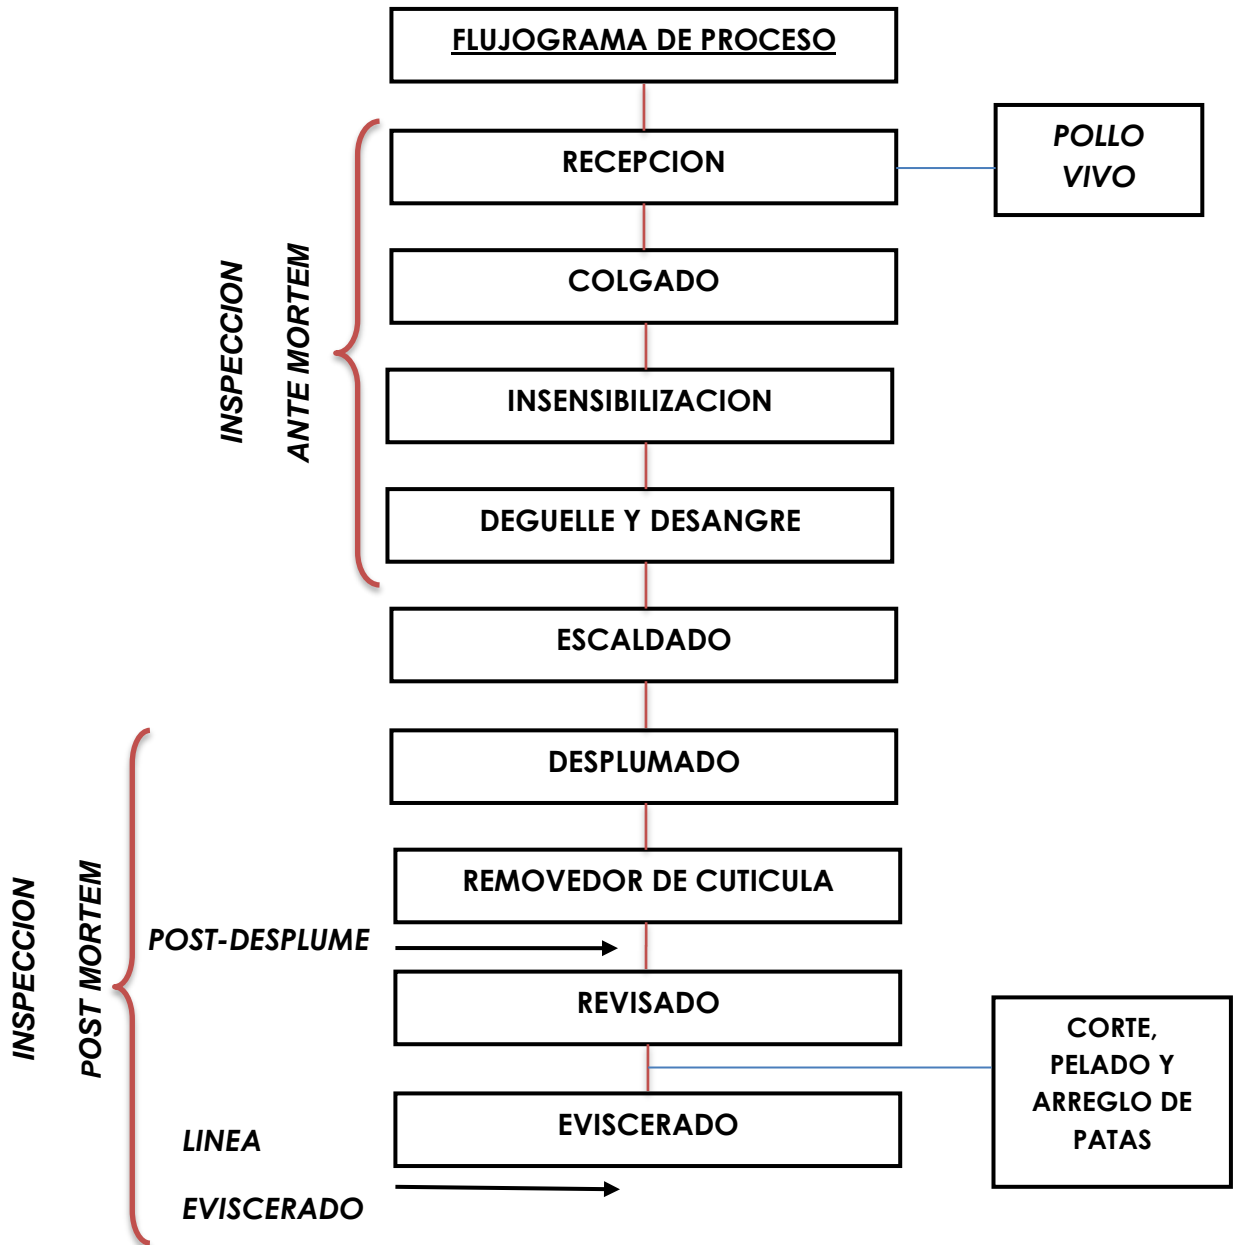 FLUJOGRAMA DE PROCESO
RECEPCION
POLLO
VIVO
COLGADO
INSPECCION
ANTE MORTEM
INSENSIBILIZACION
DEGUELLE Y DESANGRE
ESCALDADO
DESPLUMADO
REMOVEDOR DE CUTICULA
INSPECCION
POST MORTEM
POST-DESPLUME
REVISADO
CORTE,
PELADO Y
ARREGLO DE
PATAS
EVISCERADO
LINEA
EVISCERADO